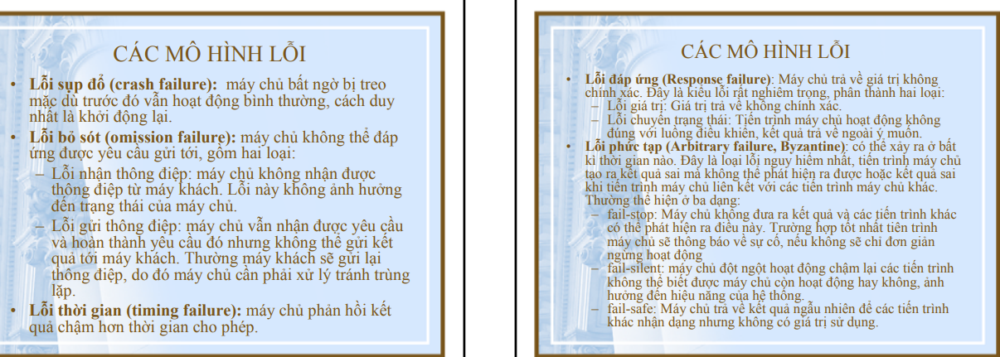 CÁC MÔ HÌNH LỖI
• Lỗi sụp đổ (crash failure): máy chủ bất ngờ bị treo
mặc dù trước đó vẫn hoạt động bình thường, cách duy
nhất là khởi động lại.
• Lỗi bỏ sót (omission failure): máy chủ không thể đáp
ứng được yêu cầu gửi tới, gồm hai loại:
– Lỗi nhận thông điệp: máy chủ không nhận được
thông điệp từ máy khách. Lỗi này không ảnh hưởng
đến trạng thái của máy chủ.
– Lỗi gửi thông điệp: máy chủ vẫn nhận được yêu cầu
và hoàn thành yêu cầu đó nhưng không thể gửi kết
quả tới máy khách. Thường máy khách sẽ gửi lại
thông điệp, do đó máy chủ cần phải xử lý tránh trùng
lặp.
• Lỗi thời gian (timing failure): máy chủ phản hồi kết
quả chậm hơn thời gian cho phép.
CÁC MÔ HÌNH LỖI
• Lỗi đáp ứng (Response failure): Máy chủ trả về giá trị không
chính xác. Đây là kiểu lỗi rất nghiêm trọng, phân thành hai loại:
– Lỗi giá trị: Giá trị trả về không chính xác.
– Lỗi chuyển trạng thái: Tiến trình máy chủ hoạt động không
đúng với luồng điều khiển, kết quả trả về ngoài ý muốn.
• Lỗi phức tạp (Arbitrary failure, Byzantine): có thể xảy ra ở bất
kì thời gian nào. Đây là loại lỗi nguy hiểm nhất, tiến trình máy chủ
tạo ra kết quả sai mà không thể phát hiện ra được hoặc kết quả sai
khi tiến trình máy chủ liên kết với các tiến trình máy chủ khác.
Thường thể hiện ở ba dạng:
– fail-stop: Máy chủ không đưa ra kết quả và các tiến trình khác
có thể phát hiện ra điều này. Trường hợp tốt nhất tiên trình
máy chủ sẽ thông báo về sự cố, nếu không sẽ chỉ đơn giản
ngừng hoạt động
– fail-silent: máy chủ đột ngột hoạt động chậm lại các tiến trình
không thể biết được máy chủ còn hoạt động hay không, ảnh
hưởng đến hiệu năng của hệ thống.
– fail-safe: Máy chủ trả về kết quả ngẫu nhiên để các tiến trình
khác nhận dạng nhưng không có giá trị sử dụng.